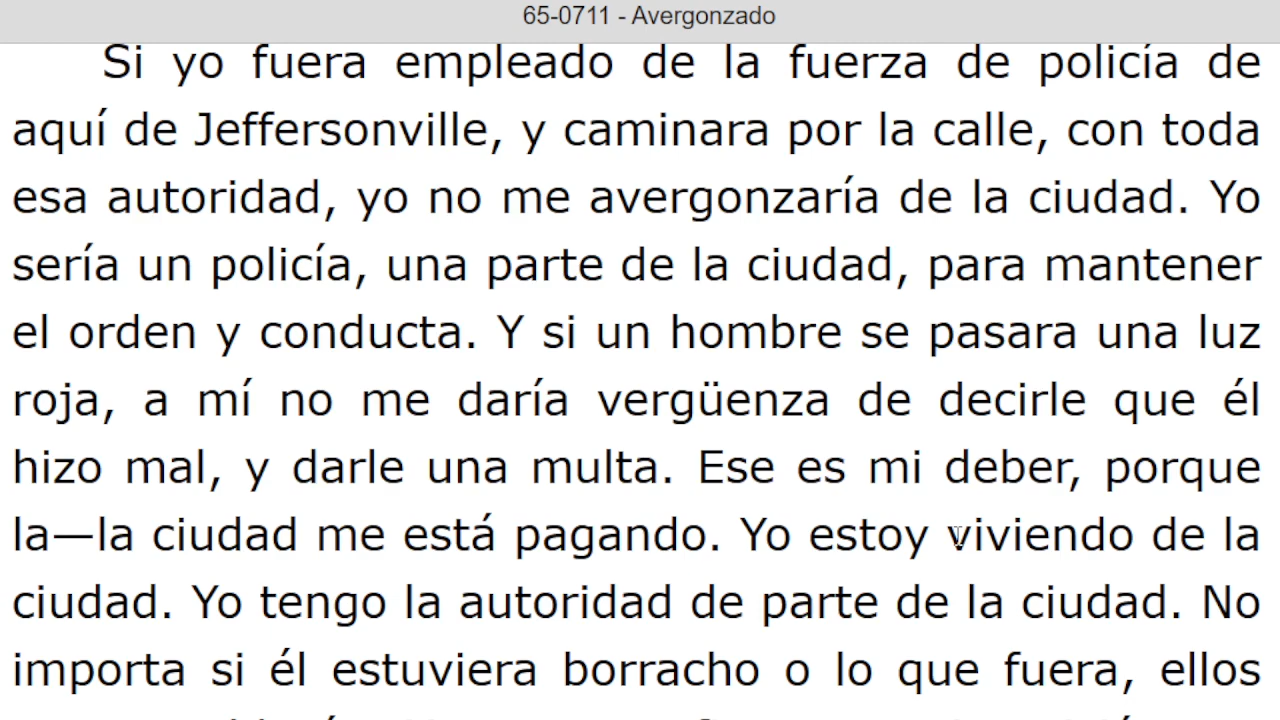 65-0711 - Avergonzado
Si yo fuera empleado de la fuerza de policía de
aquí de Jeffersonville, y caminara por la calle, con toda
esa autoridad, yo no me avergonzaría de la ciudad. Yo
sería un policía, una parte de la ciudad, para mantener
el orden y conducta. Y si un hombre se pasara una luz
roja, a mí no me daría vergüenza de decirle que él
hizo mal, y darle una multa. Ese es mi deber, porque
la—la ciudad me está pagando. Yo estoy viviendo de la
ciudad. Yo tengo la autoridad de parte de la ciudad. No
importa si él estuviera borracho o lo que fuera, ellos